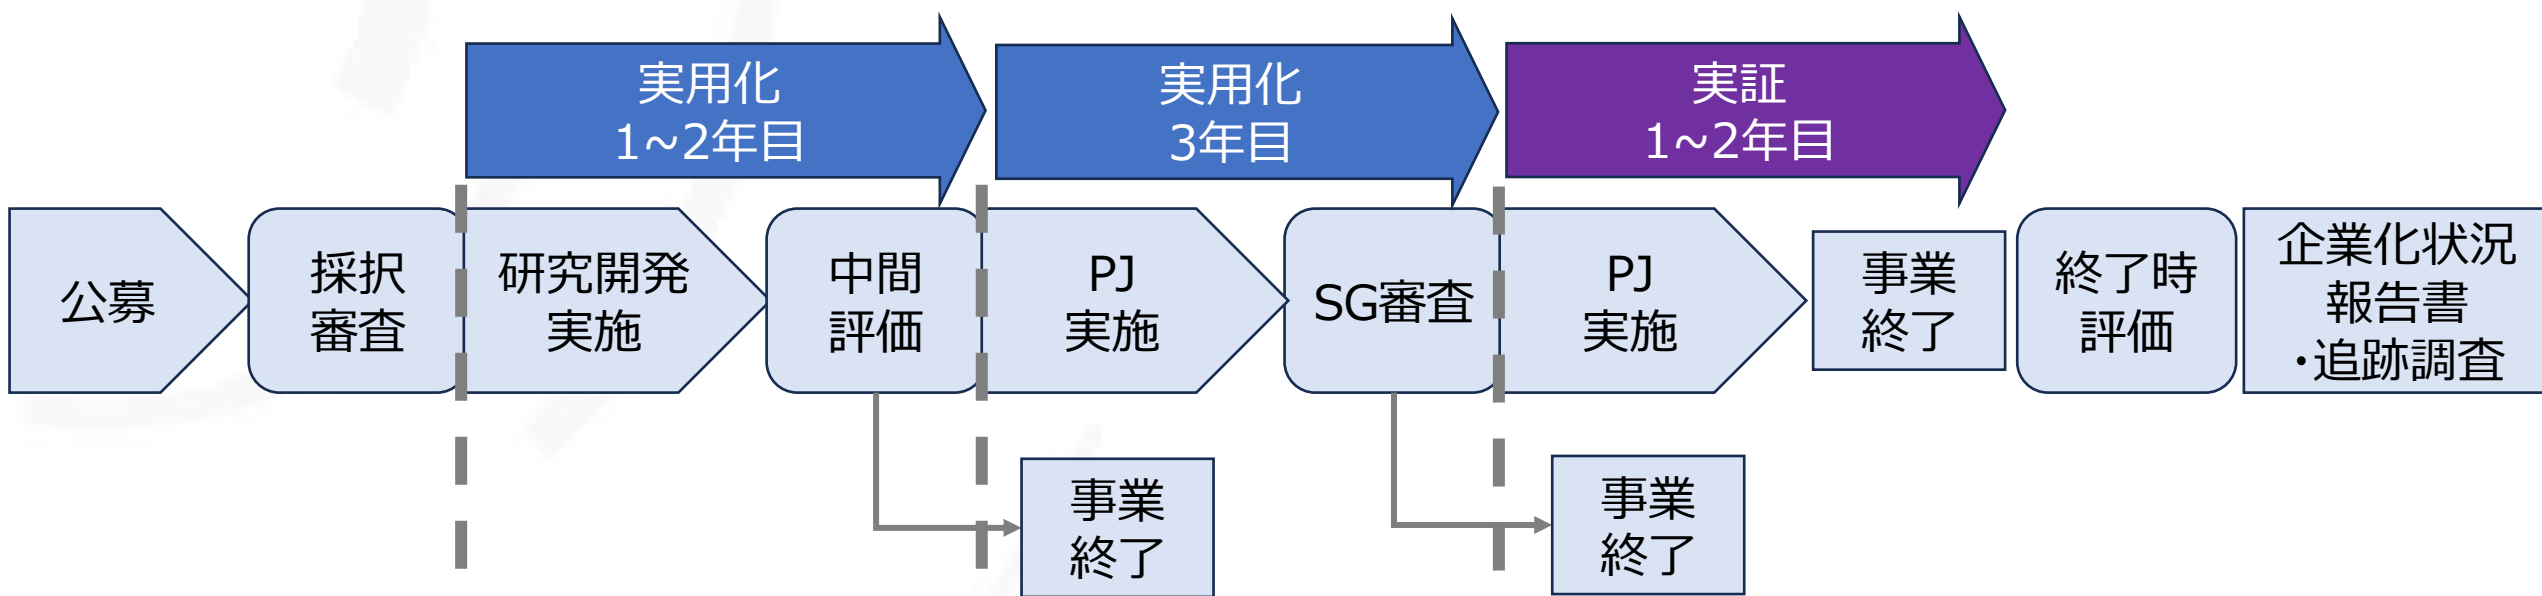 実用化
1~2年目
実用化
3年目
実証
1~2年目
公募
採択
審査
研究開発
実施
中間
評価
PJ
実施
SG審査
PJ
実施
事業
終了
終了時
評価
企業化状況
報告書
・追跡調査
事業
終了
事業
終了